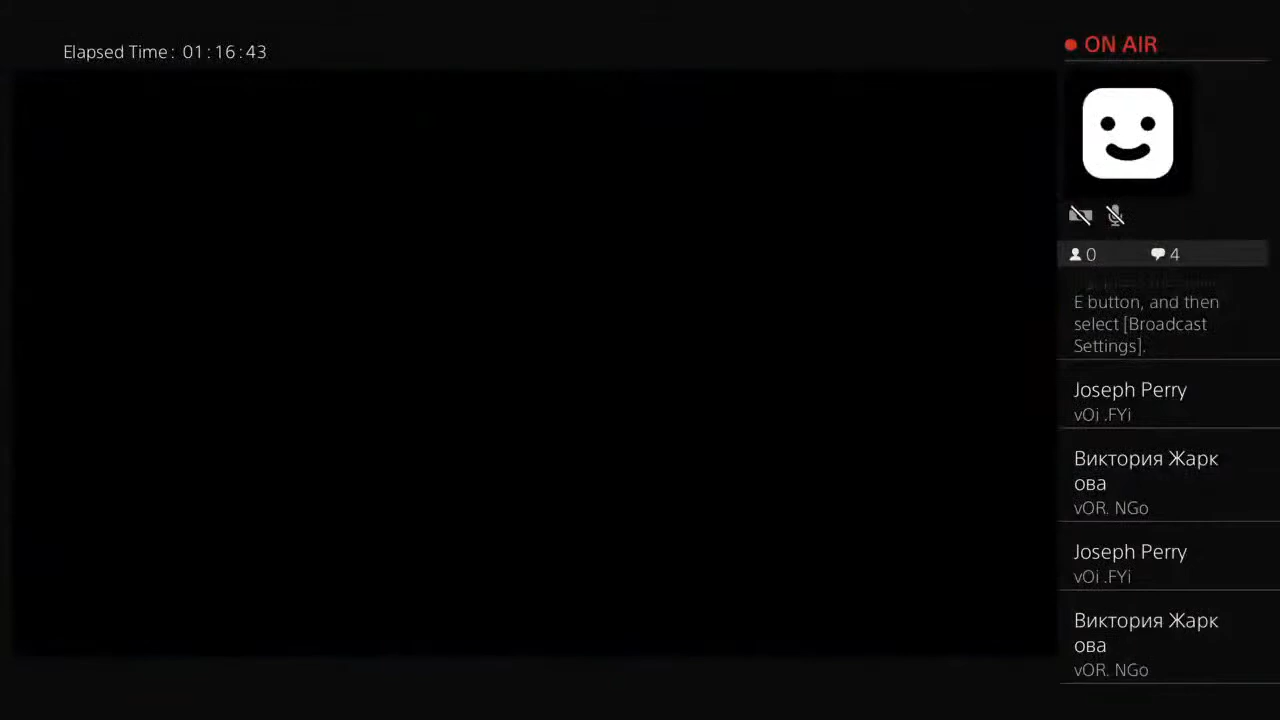 Elapsed Time: 01:16:43
ON AIR
0 4
E button, and then
select [Broadcast
Settings].
Joseph Perry
vOi .FYi
Виктория Жарк
ова
vOR. NGo
Joseph Perry
vOi .FYi
Виктория Жарк
ова
vOR. NGo